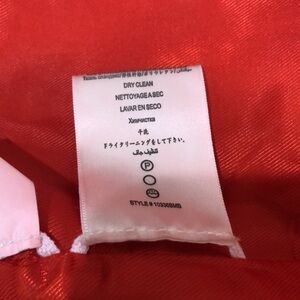 DRY CLEAN
NETTOYAGE A SEC
LAVAR EN SECO
Химчистка
干洗
ドライクリーニングをして下さい。
تنظيف جاف
P
STYLE # 10336SMB